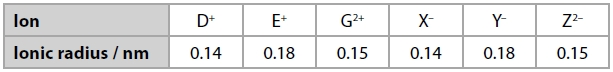 Ion D⁺ E⁺ G²⁺ X⁻ Y⁻ Z²⁻
Ionic radius / nm 0.14 0.18 0.15 0.14 0.18 0.15